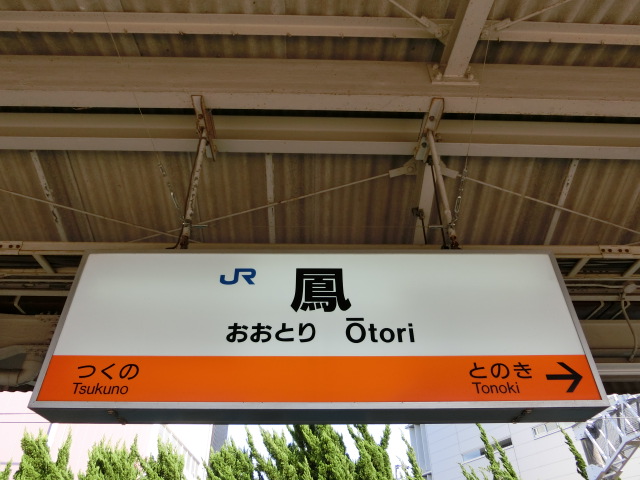 JR 鳳
おおとり Ōtori
つくの とのき →
Tsukuno Tonoki